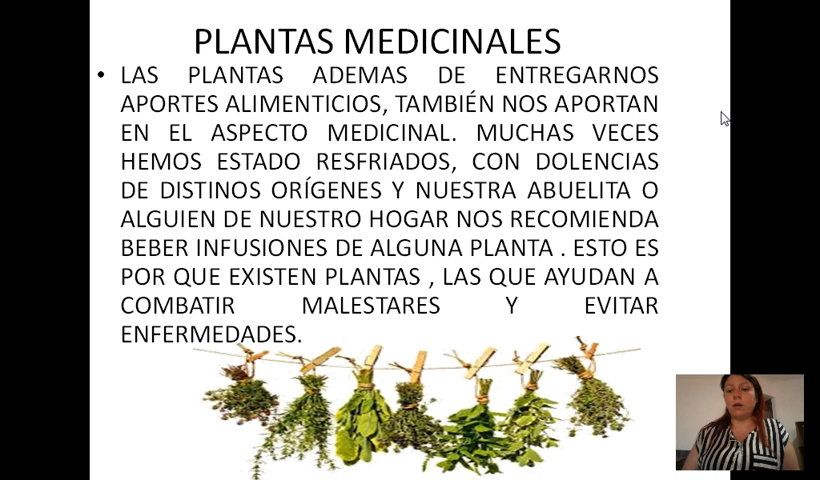 PLANTAS MEDICINALES
• LAS PLANTAS ADEMAS DE ENTREGARNOS
APORTES ALIMENTICIOS, TAMBIÉN NOS APORTAN
EN EL ASPECTO MEDICINAL. MUCHAS VECES
HEMOS ESTADO RESFRIADOS, CON DOLENCIAS
DE DISTINOS ORÍGENES Y NUESTRA ABUELITA O
ALGUIEN DE NUESTRO HOGAR NOS RECOMIENDA
BEBER INFUSIONES DE ALGUNA PLANTA . ESTO ES
POR QUE EXISTEN PLANTAS , LAS QUE AYUDAN A
COMBATIR MALESTARES Y EVITAR
ENFERMEDADES.